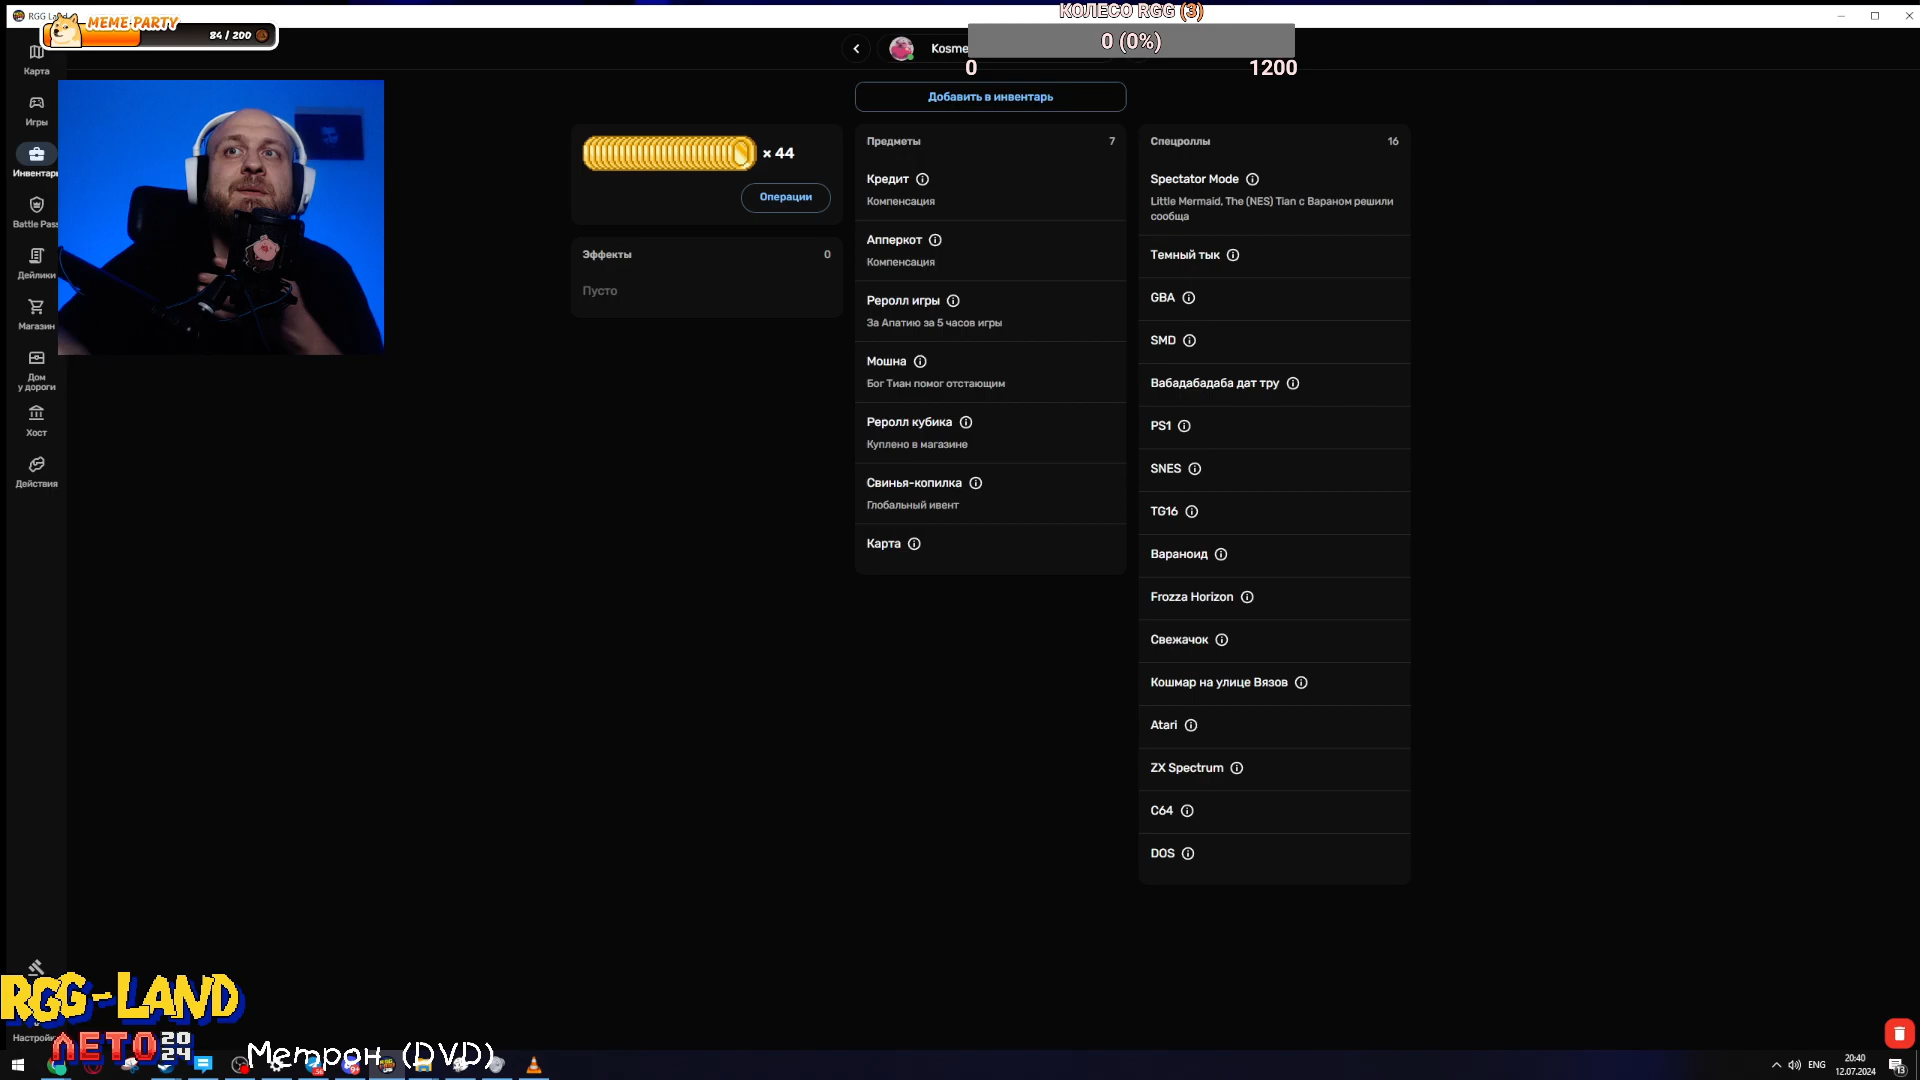 RGG Land
MEME PARTY
84 / 200
КОЛЕСО RGG (3)
0 (0%)
0
1200
Карта
Игры
Инвентарь
Battle Pass
Дейлики
Магазин
Дом
у дороги
Хост
Действия
Настройки
Kosme
Добавить в инвентарь
× 44
Операции
Эффекты 0
Пусто
Предметы 7
Кредит
Компенсация
Апперкот
Компенсация
Реролл игры
За Апатию за 5 часов игры
Мошна
Бог Тиан помог отстающим
Реролл кубика
Куплено в магазине
Свинья-копилка
Глобальный ивент
Карта
Спецроллы 16
Spectator Mode
Little Mermaid, The (NES) Tian с Вараном решили
сообща
Темный тык
GBA
SMD
Вабадабадаба дат тру
PS1
SNES
TG16
Вараноид
Frozza Horizon
Свежачок
Кошмар на улице Вязов
Atari
ZX Spectrum
C64
DOS
RGG-LAND
ЛЕТО 2024
Метрон (DVD)
ENG
20:40
12.07.2024
13